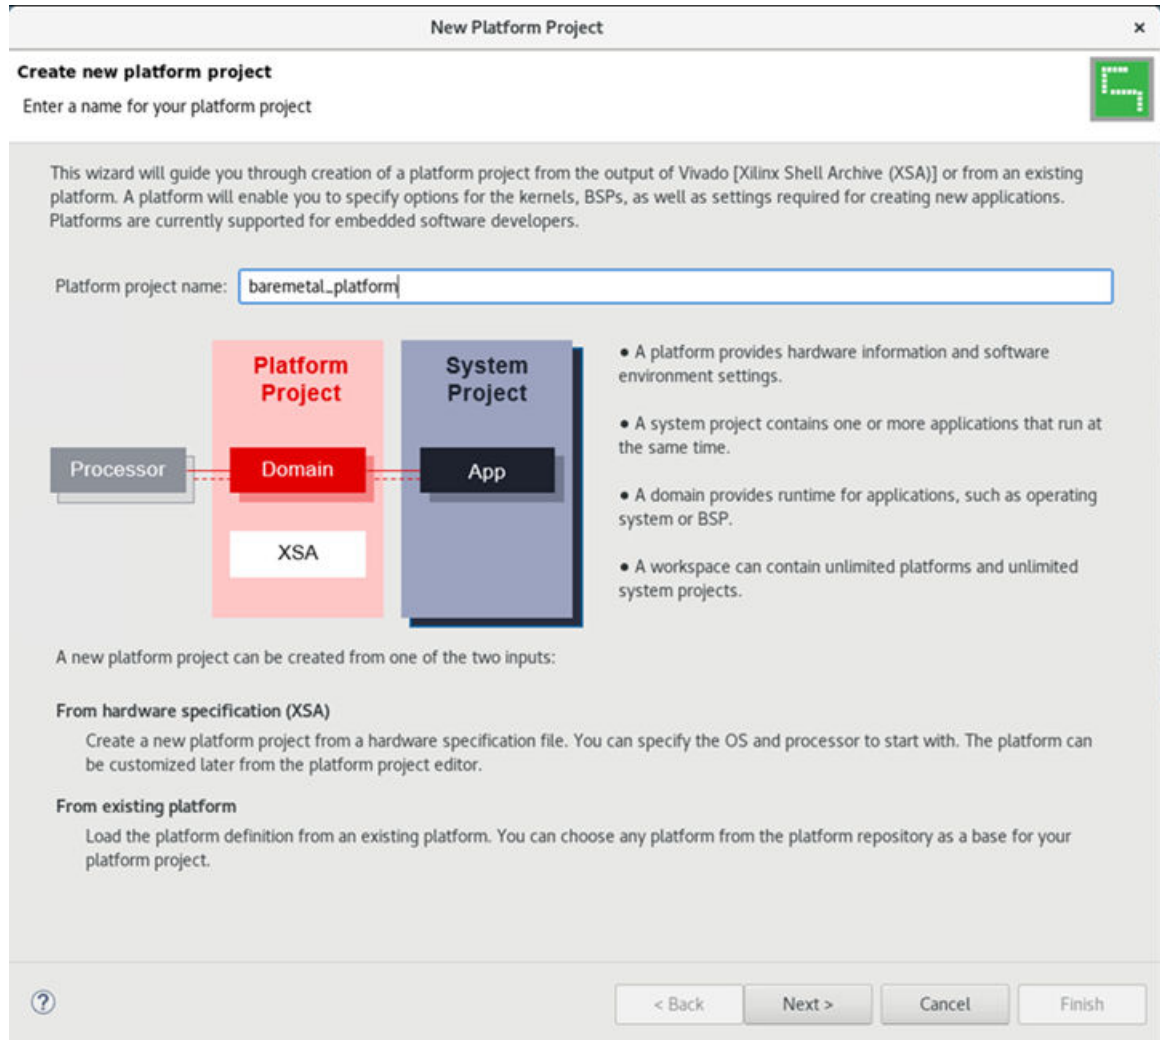 New Platform Project
×
Create new platform project
Enter a name for your platform project
This wizard will guide you through creation of a platform project from the output of Vivado [Xilinx Shell Archive (XSA)] or from an existing
platform. A platform will enable you to specify options for the kernels, BSPs, as well as settings required for creating new applications.
Platforms are currently supported for embedded software developers.
Platform project name: baremetal_platform
Platform
Project
System
Project
Processor
Domain
App
XSA
● A platform provides hardware information and software
environment settings.
● A system project contains one or more applications that run at
the same time.
● A domain provides runtime for applications, such as operating
system or BSP.
● A workspace can contain unlimited platforms and unlimited
system projects.
A new platform project can be created from one of the two inputs:
From hardware specification (XSA)
Create a new platform project from a hardware specification file. You can specify the OS and processor to start with. The platform can
be customized later from the platform project editor.
From existing platform
Load the platform definition from an existing platform. You can choose any platform from the platform repository as a base for your
platform project.
?
< Back
Next >
Cancel
Finish